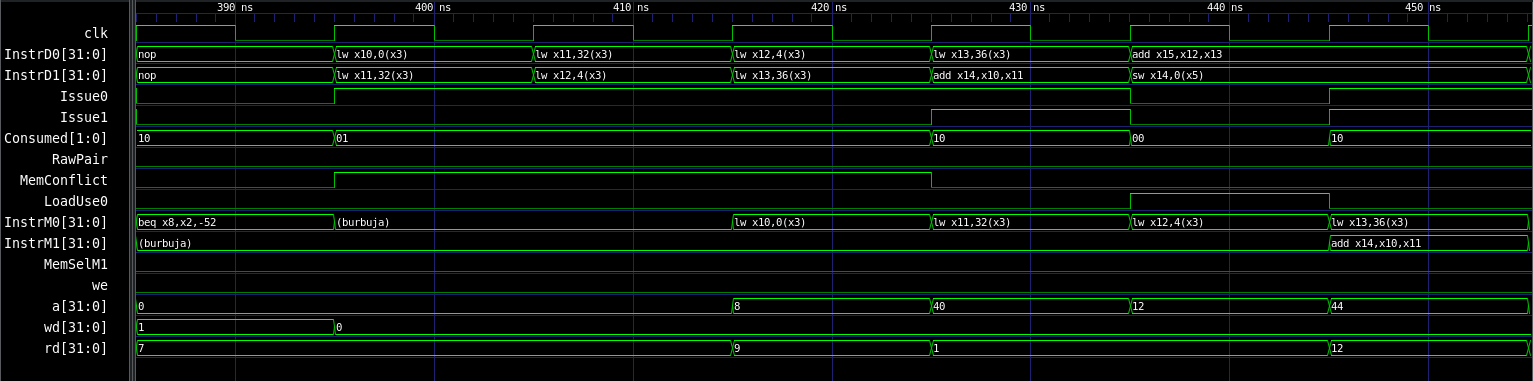 390 ns 400 ns 410 ns 420 ns 430 ns 440 ns 450 ns
clk
InstrD0[31:0] nop lw x10,0(x3) lw x11,32(x3) lw x12,4(x3) lw x13,36(x3) add x15,x12,x13
InstrD1[31:0] nop lw x11,32(x3) lw x12,4(x3) lw x13,36(x3) add x14,x10,x11 sw x14,0(x5)
Issue0
Issue1
Consumed[1:0] 10 01 10 00 10
RawPair
MemConflict
LoadUse0
InstrM0[31:0] beq x8,x2,-52 (burbuja) lw x10,0(x3) lw x11,32(x3) lw x12,4(x3) lw x13,36(x3)
InstrM1[31:0] (burbuja) add x14,x10,x11
MemSelM1
we
a[31:0] 0 8 40 12 44
wd[31:0] 1 0
rd[31:0] 7 9 1 12